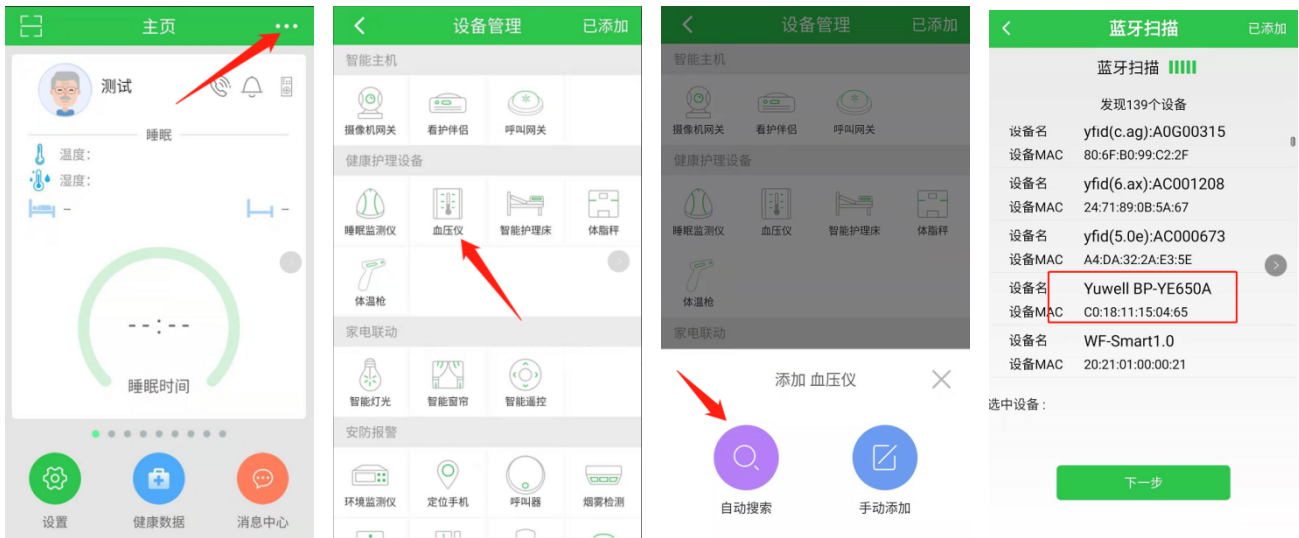 主页
测试
睡眠
温度:
湿度:
-
-
--:--
睡眠时间
设置
健康数据
消息中心
设备管理
已添加
智能主机
摄像机网关
看护伴侣
呼叫网关
健康护理设备
睡眠监测仪
血压仪
智能护理床
体脂秤
体温枪
家电联动
智能灯光
智能窗帘
智能遥控
安防报警
环境监测仪
定位手机
呼叫器
烟雾检测
设备管理
已添加
智能主机
摄像机网关
看护伴侣
呼叫网关
健康护理设备
睡眠监测仪
血压仪
智能护理床
体脂秤
体温枪
家电联动
添加 血压仪
自动搜索
手动添加
蓝牙扫描
已添加
蓝牙扫描
发现139个设备
设备名 yfid(c.ag):A0G00315
设备MAC 80:6F:B0:99:C2:2F
设备名 yfid(6.ax):AC001208
设备MAC 24:71:89:0B:5A:67
设备名 yfid(5.0e):AC000673
设备MAC A4:DA:32:2A:E3:5E
设备名 Yuwell BP-YE650A
设备MAC C0:18:11:15:04:65
设备名 WF-Smart1.0
设备MAC 20:21:01:00:00:21
选中设备 :
下一步